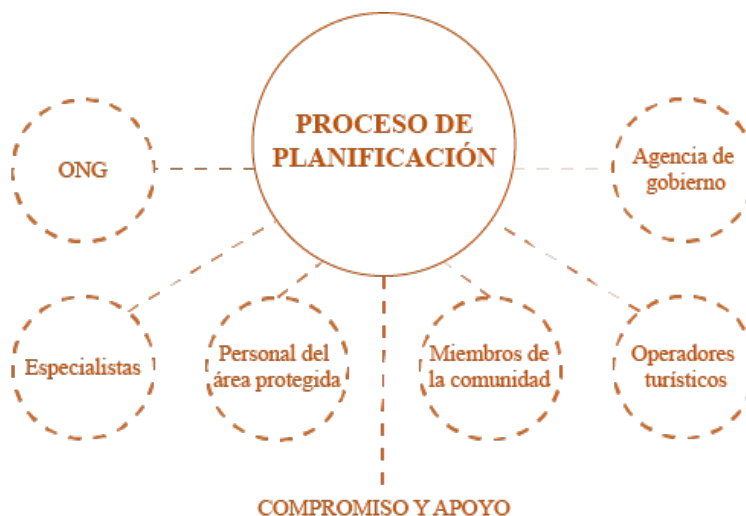 PROCESO DE
PLANIFICACIÓN
ONG
Agencia de
gobierno
Especialistas
Personal del
área protegida
Miembros de
la comunidad
Operadores
turísticos
COMPROMISO Y APOYO